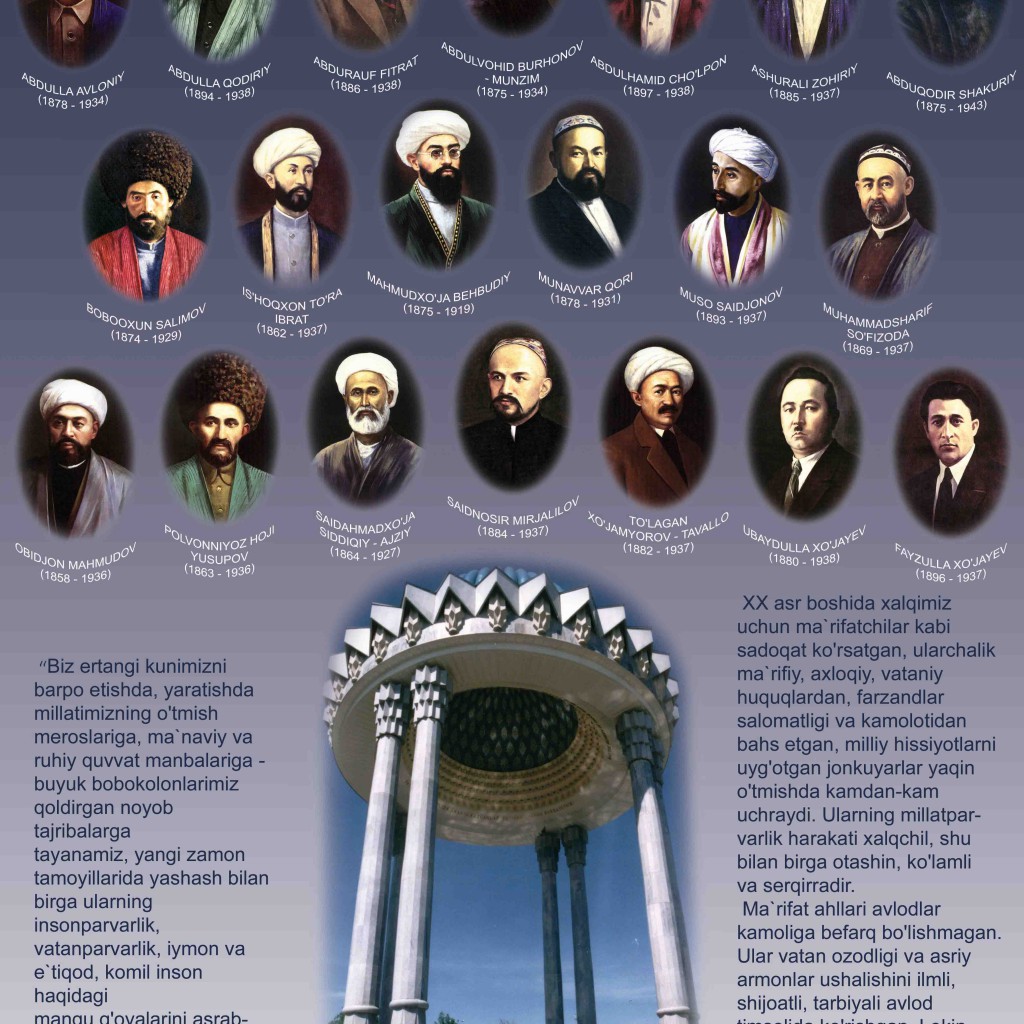 ABDULLA AVLONIY
(1878 - 1934)
ABDULLA QODIRIY
(1894 - 1938)
ABDURAUF FITRAT
(1886 - 1938)
ABDULVOHID BURHONOV
- MUNZIM
(1875 - 1934)
ABDULHAMID CHO'LPON
(1897 - 1938)
ASHURALI ZOHIRIY
(1885 - 1937)
ABDUQODIR SHAKURIY
(1875 - 1943)
BOBOOXUN SALIMOV
(1874 - 1929)
IS'HOQXON TO'RA
IBRAT
(1862 - 1937)
MAHMUDXO'JA BEHBUDIY
(1875 - 1919)
MUNAVVAR QORI
(1878 - 1931)
MUSO SAIDJONOV
(1893 - 1937)
MUHAMMADSHARIF
SO'FIZODA
(1869 - 1937)
OBIDJON MAHMUDOV
(1858 - 1936)
POLVONNIYOZ HOJI
YUSUPOV
(1863 - 1936)
SAIDAHMADXO'JA
SIDDIQIY - AJZIY
(1864 - 1927)
SAIDNOSIR MIRJALILOV
(1884 - 1937)
TO'LAGAN
XO'JAMYOROV - TAVALLO
(1882 - 1937)
UBAYDULLA XO'JAYEV
(1880 - 1938)
FAYZULLA XO'JAYEV
(1896 - 1937)
“Biz ertangi kunimizni
barpo etishda, yaratishda
millatimizning o'tmish
meroslariga, ma`naviy va
ruhiy quvvat manbalariga -
buyuk bobokolonlarimiz
qoldirgan noyob
tajribalarga
tayanamiz, yangi zamon
tamoyillarida yashash bilan
birga ularning
insonparvarlik,
vatanparvarlik, iymon va
e`tiqod, komil inson
haqidagi
mangu g'oyalarini asrab-
XX asr boshida xalqimiz
uchun ma`rifatchilar kabi
sadoqat ko'rsatgan, ularchalik
ma`rifiy, axloqiy, vataniy
huquqlardan, farzandlar
salomatligi va kamolotidan
bahs etgan, milliy hissiyotlarni
uyg'otgan jonkuyarlar yaqin
o'tmishda kamdan-kam
uchraydi. Ularning millatpar-
varlik harakati xalqchil, shu
bilan birga otashin, ko'lamli
va serqirradir.
Ma`rifat ahllari avlodlar
kamoliga befarq bo'lishmagan.
Ular vatan ozodligi va asriy
armonlar ushalishini ilmli,
shijoatli, tarbiyali avlod